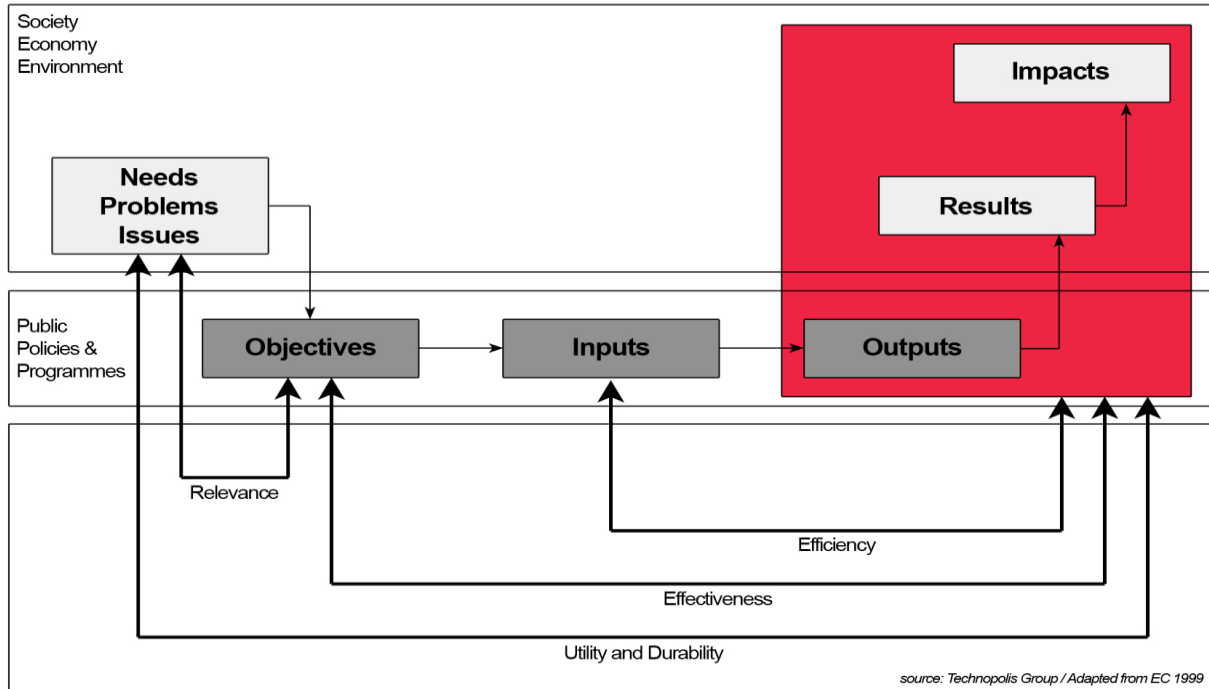 Society
Economy
Environment
Impacts
Needs
Problems
Issues
Results
Public
Policies &
Programmes
Objectives
Inputs
Outputs
Relevance
Efficiency
Effectiveness
Utility and Durability
source: Technopolis Group / Adapted from EC 1999